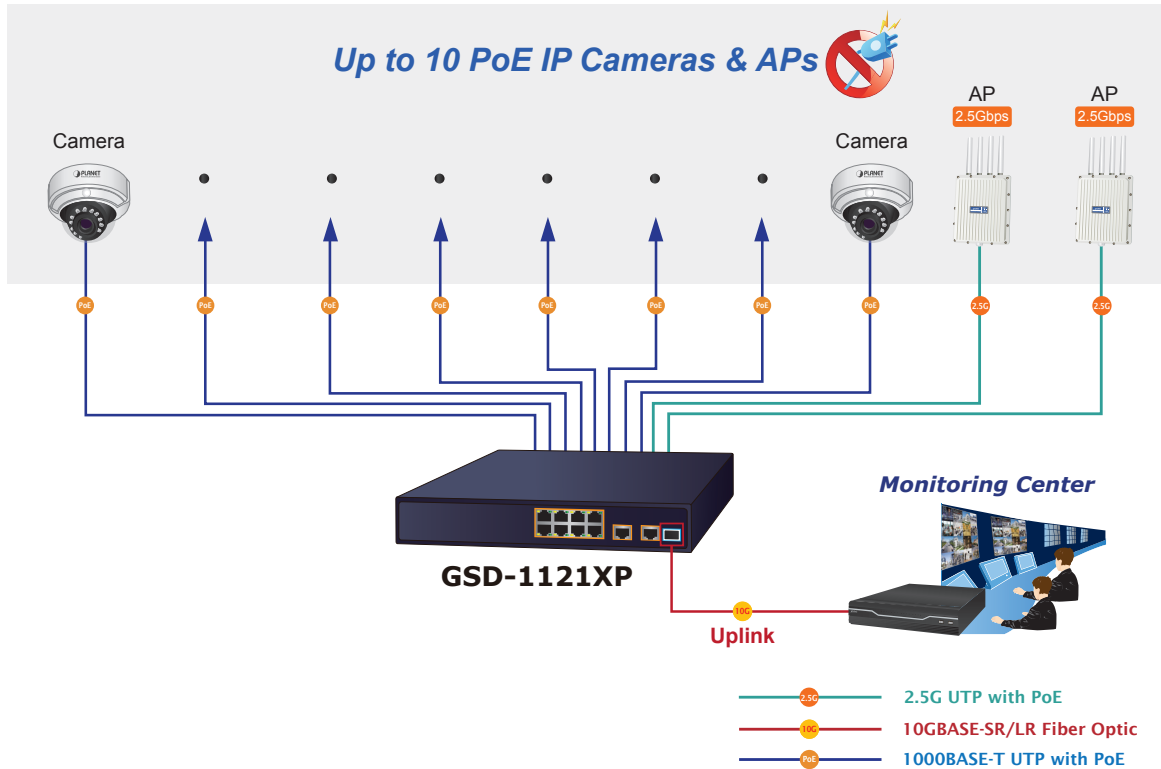 Up to 10 PoE IP Cameras & APs
AP
AP
2.5Gbps
2.5Gbps
Camera
Camera
PLANET
PLANET
PoE
PoE
PoE
PoE
PoE
PoE
PoE
PoE
2.5G
2.5G
Monitoring Center
GSD-1121XP
10G
Uplink
2.5G
2.5G UTP with PoE
10G
10GBASE-SR/LR Fiber Optic
PoE
1000BASE-T UTP with PoE